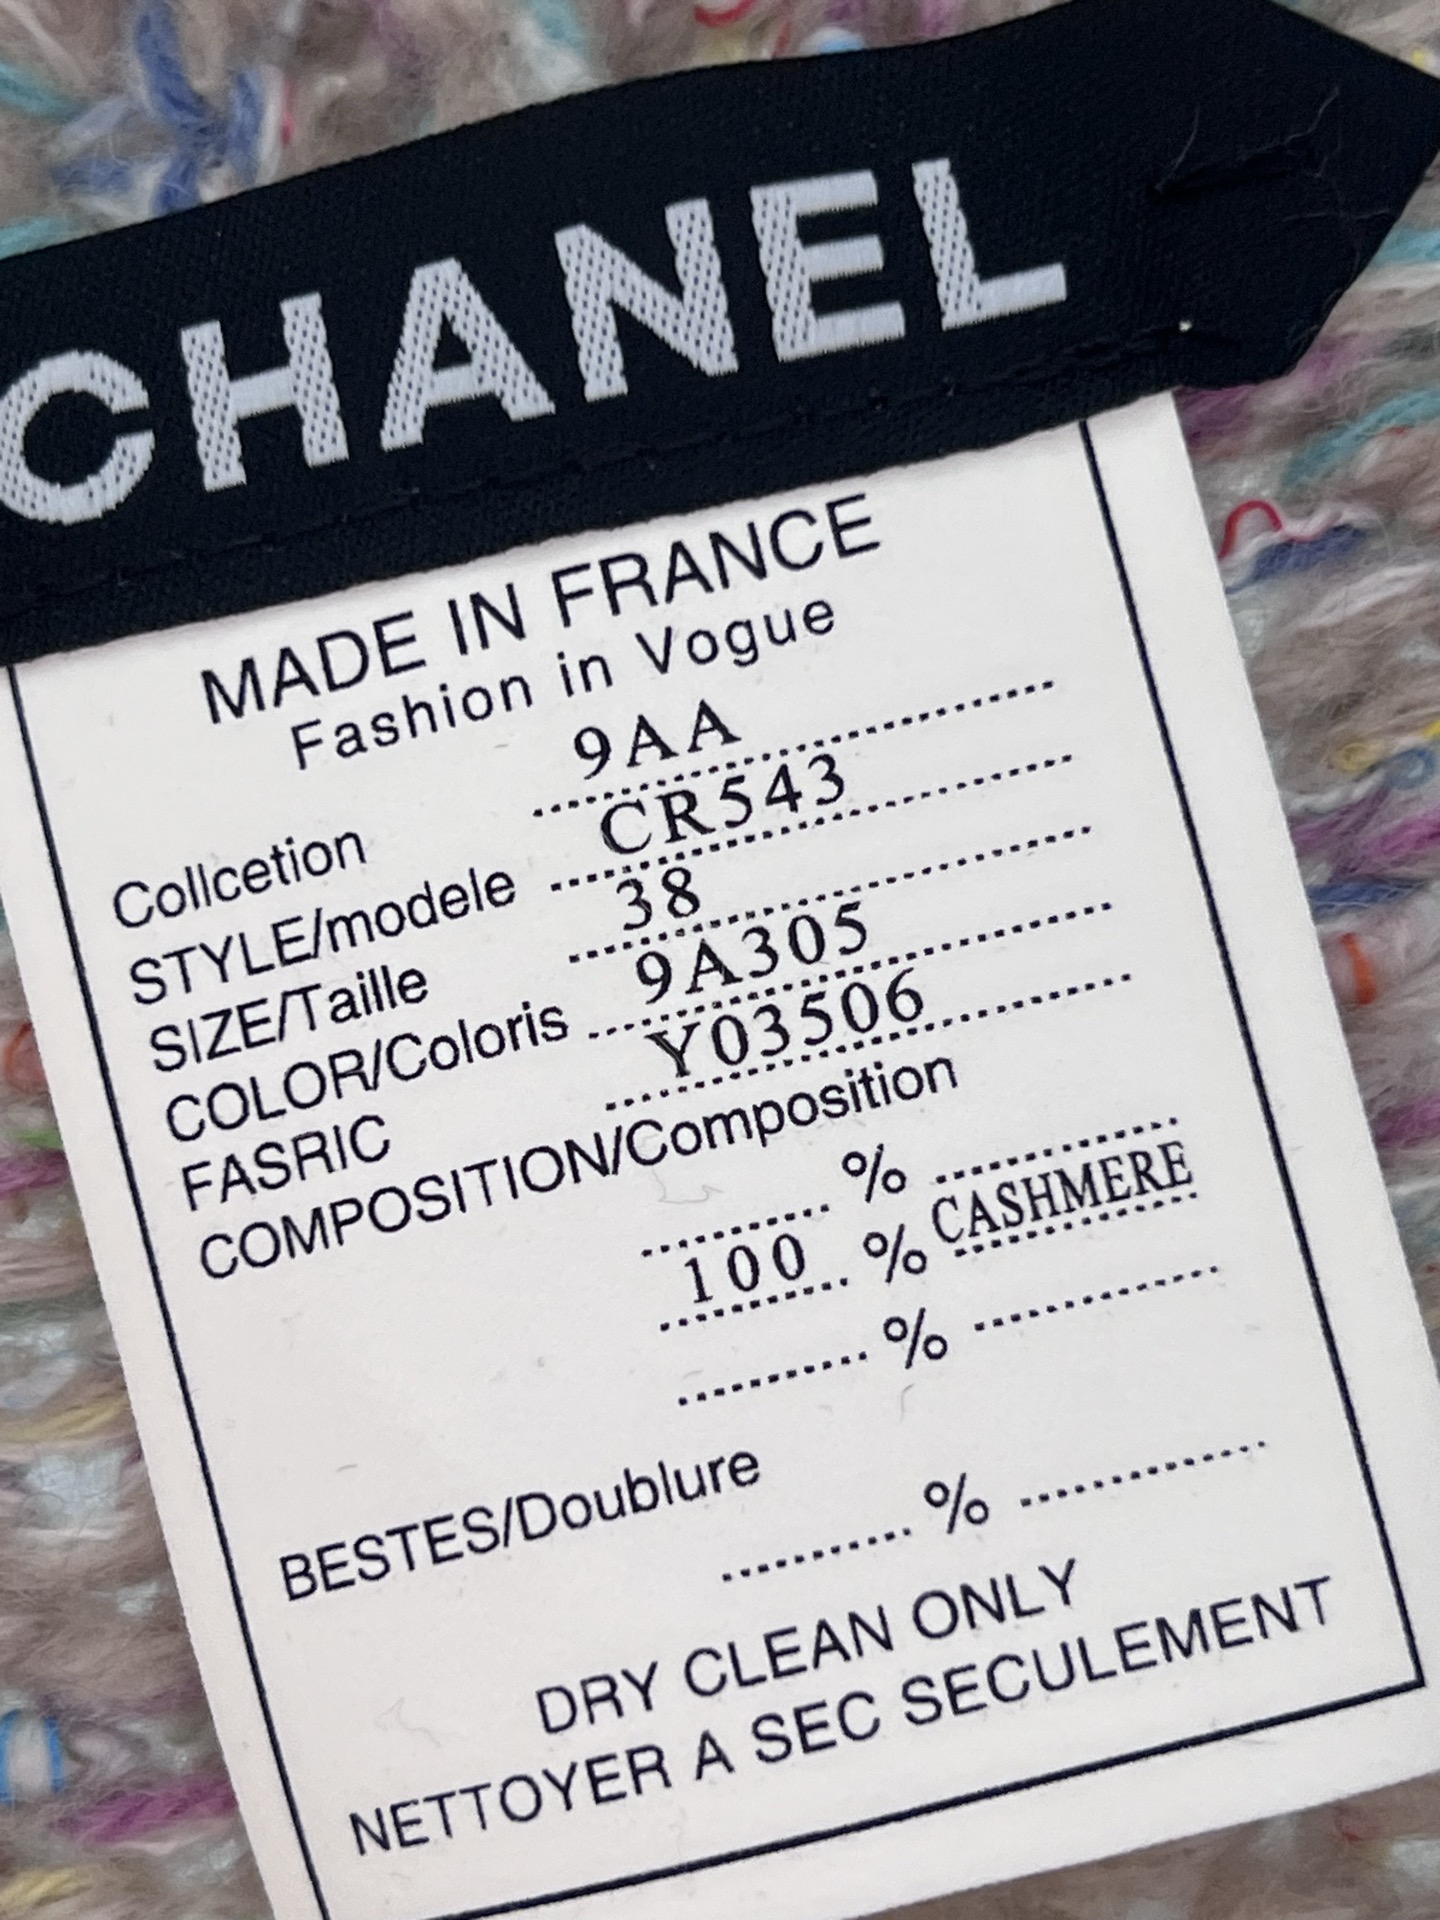 CHANEL
MADE IN FRANCE
Fashion in Vogue
Collcetion 9AA
STYLE/modele CR543
SIZE/Taille 38
COLOR/Coloris 9A305
FASRIC Y03506
COMPOSITION/Composition
%
100 % CASHMERE
%
BESTES/Doublure
%
DRY CLEAN ONLY
NETTOYER A SEC SECULEMENT